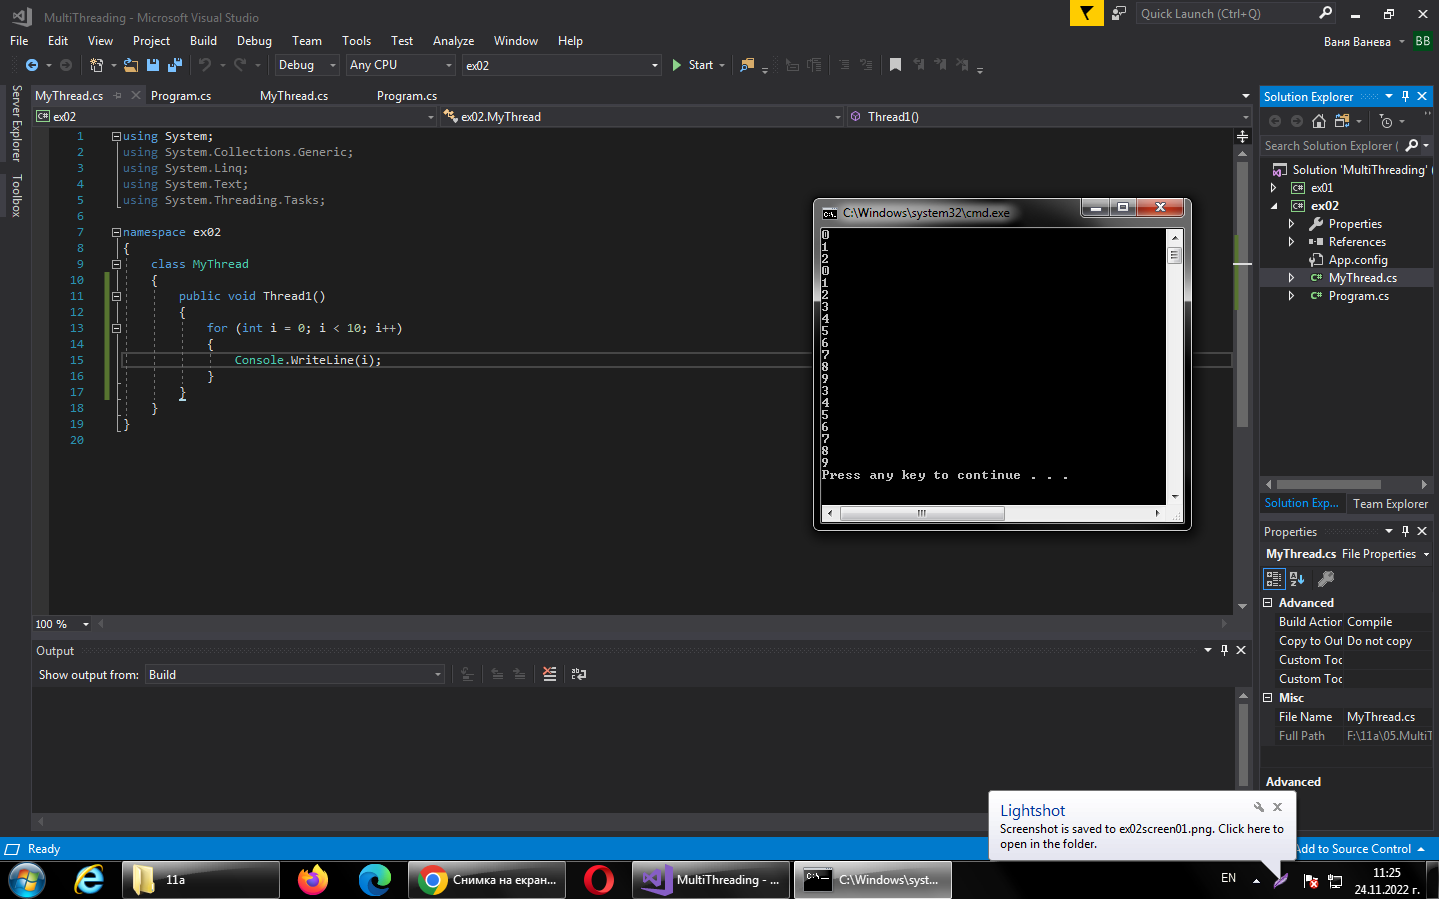 MultiThreading - Microsoft Visual Studio
Quick Launch (Ctrl+Q)
File Edit View Project Build Debug Team Tools Test Analyze Window Help
Ваня Ванева BB
Debug Any CPU ex02 Start
Server Explorer
Toolbox
MyThread.cs Program.cs MyThread.cs Program.cs
C# ex02 ex02.MyThread Thread1()
1 using System;
2 using System.Collections.Generic;
3 using System.Linq;
4 using System.Text;
5 using System.Threading.Tasks;
6
7 namespace ex02
8 {
9 class MyThread
10 {
11 public void Thread1()
12 {
13 for (int i = 0; i < 10; i++)
14 {
15 Console.WriteLine(i);
16 }
17 }
18 }
19 }
20
100 %
C:\Windows\system32\cmd.exe
0
1
2
0
1
2
3
4
5
6
7
8
9
3
4
5
6
7
8
9
Press any key to continue . . .
Solution Explorer
Search Solution Explorer (
Solution 'MultiThreading' (
C# ex01
C# ex02
Properties
References
App.config
C# MyThread.cs
C# Program.cs
Solution Exp... Team Explorer
Properties
MyThread.cs File Properties
Advanced
Build Action Compile
Copy to Out Do not copy
Custom Toc
Custom Toc
Misc
File Name MyThread.cs
Full Path F:\11a\05.MultiT
Advanced
Output
Show output from: Build
Lightshot
Screenshot is saved to ex02screen01.png. Click here to
open in the folder.
Ready
Add to Source Control
11a
Снимка на екран...
MultiThreading - ...
C:\Windows\syst...
EN
11:25
24.11.2022 г.